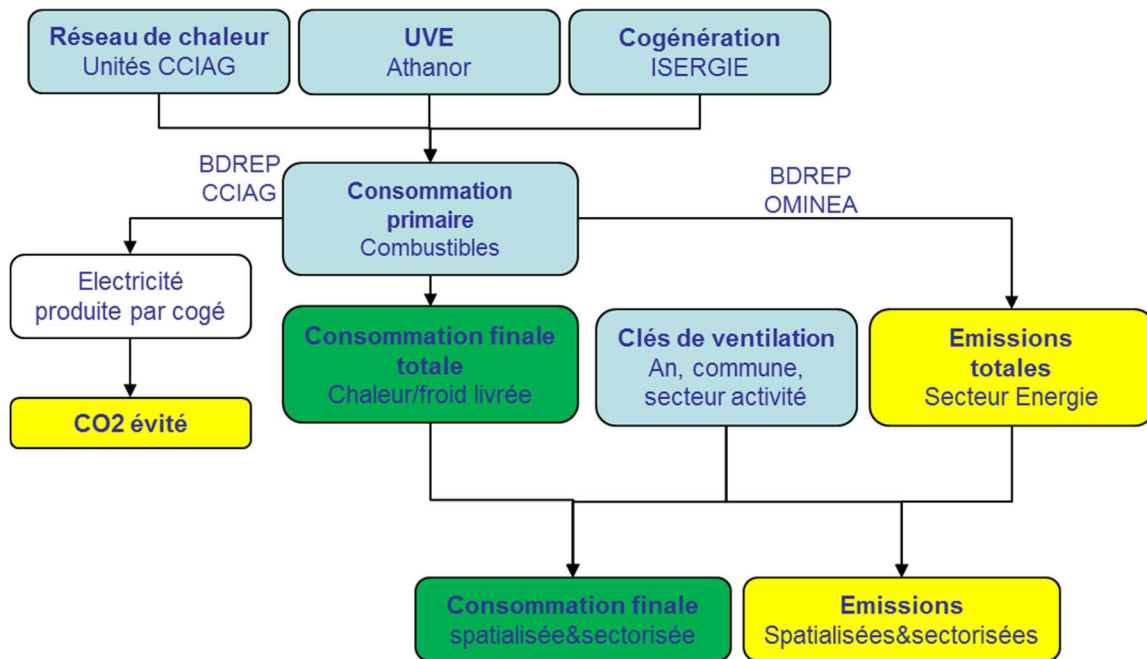 Réseau de chaleur
Unités CCIAG
UVE
Athanor
Cogénération
ISERGIE
BDREP
CCIAG
Consommation
primaire
Combustibles
BDREP
OMINEA
Electricité
produite par cogé
Consommation finale
totale
Chaleur/froid livrée
Clés de ventilation
An, commune,
secteur activité
Emissions
totales
Secteur Energie
CO2 évité
Consommation finale
spatialisée&sectorisée
Emissions
Spatialisées&sectorisées